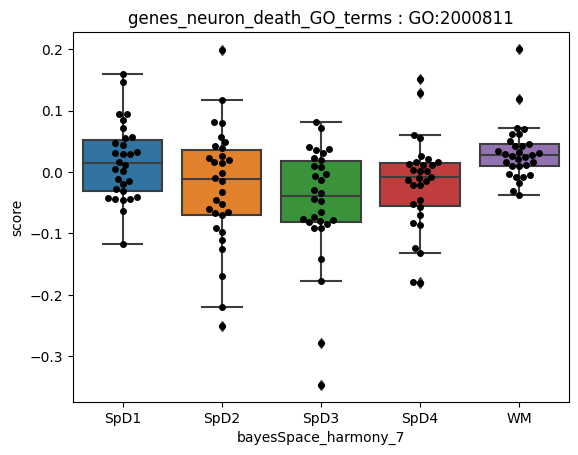 genes_neuron_death_GO_terms : GO:2000811
0.2
0.1
0.0
−0.1
−0.2
−0.3
score
SpD1 SpD2 SpD3 SpD4 WM
bayesSpace_harmony_7